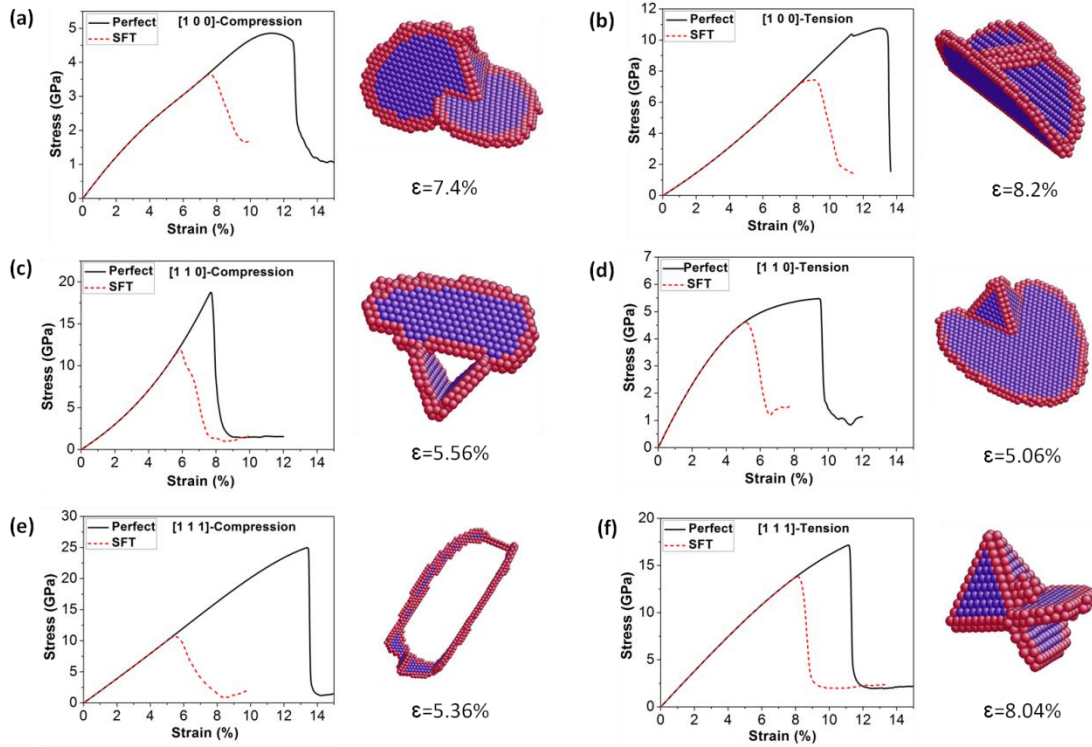 (a)
[1 0 0]-Compression
Perfect
SFT
Stress (GPa)
5
4
3
2
1
0
0 2 4 6 8 10 12 14
Strain (%)
ε=7.4%
(b)
[1 0 0]-Tension
Perfect
SFT
Stress (GPa)
12
10
8
6
4
2
0
0 2 4 6 8 10 12 14
Strain (%)
ε=8.2%
(c)
[1 1 0]-Compression
Perfect
SFT
Stress (GPa)
20
15
10
5
0
0 2 4 6 8 10 12 14
Strain (%)
ε=5.56%
(d)
[1 1 0]-Tension
Perfect
SFT
Stress (GPa)
6
5
4
3
2
1
0
0 2 4 6 8 10 12 14
Strain (%)
ε=5.06%
(e)
[1 1 1]-Compression
Perfect
SFT
Stress (GPa)
30
25
20
15
10
5
0
0 5 10 15
Strain (%)
ε=5.36%
(f)
[1 1 1]-Tension
Perfect
SFT
Stress (GPa)
20
15
10
5
0
0 2 4 6 8 10 12 14
Strain (%)
ε=8.04%